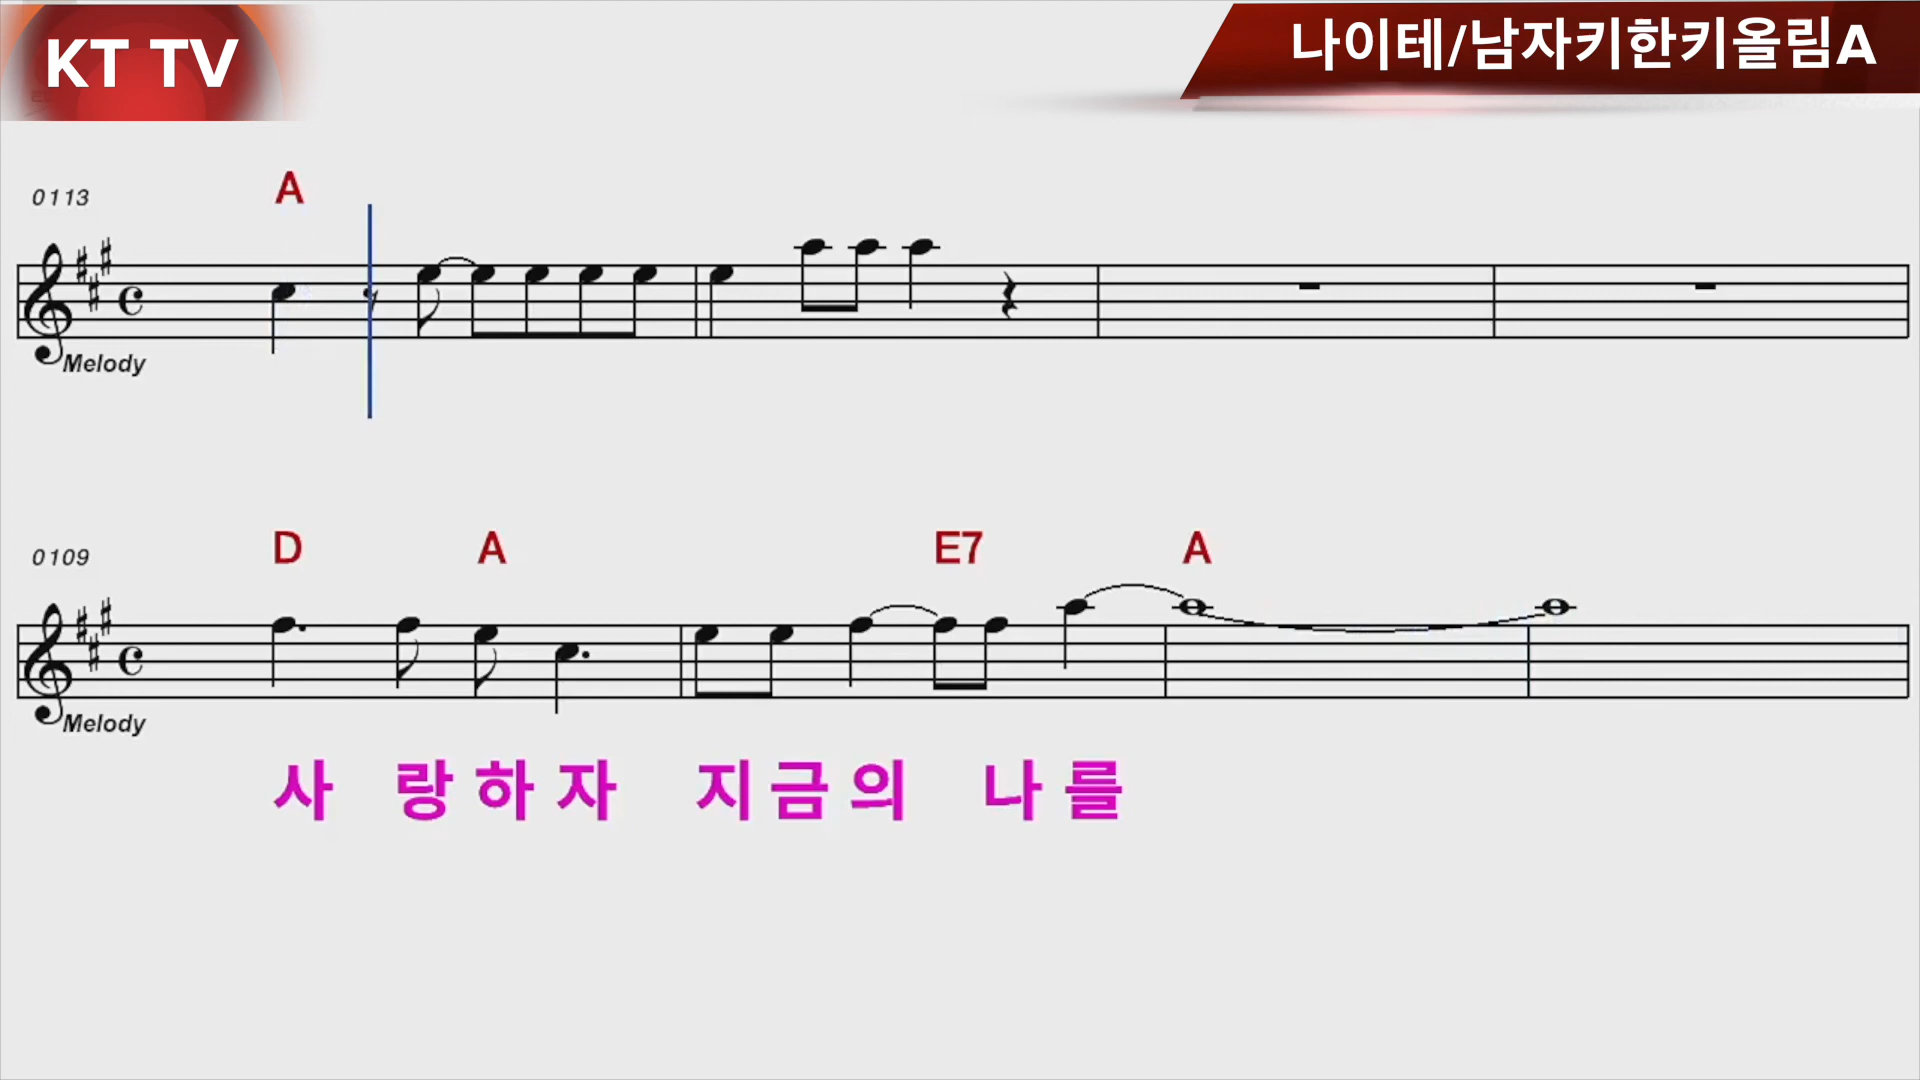 KT TV
나이테/남자키한키올림A
0113
A
Melody
0109
D A E7 A
Melody
사 랑 하 자 지 금 의 나 를